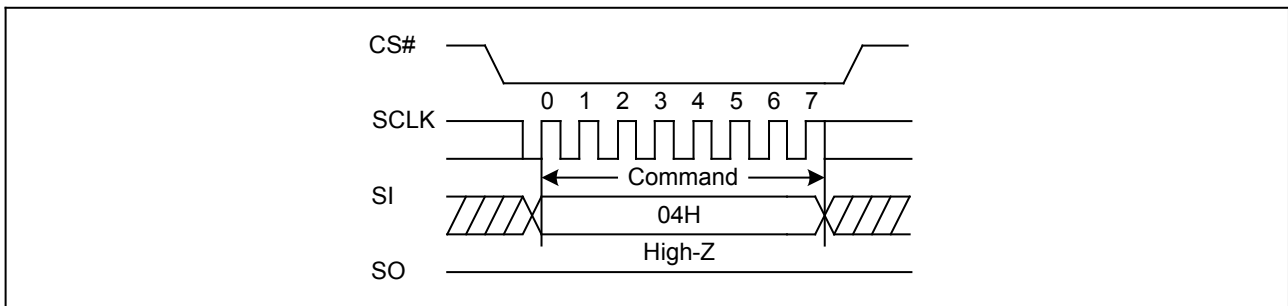 CS#
0 1 2 3 4 5 6 7
SCLK
Command
SI
04H
High-Z
SO